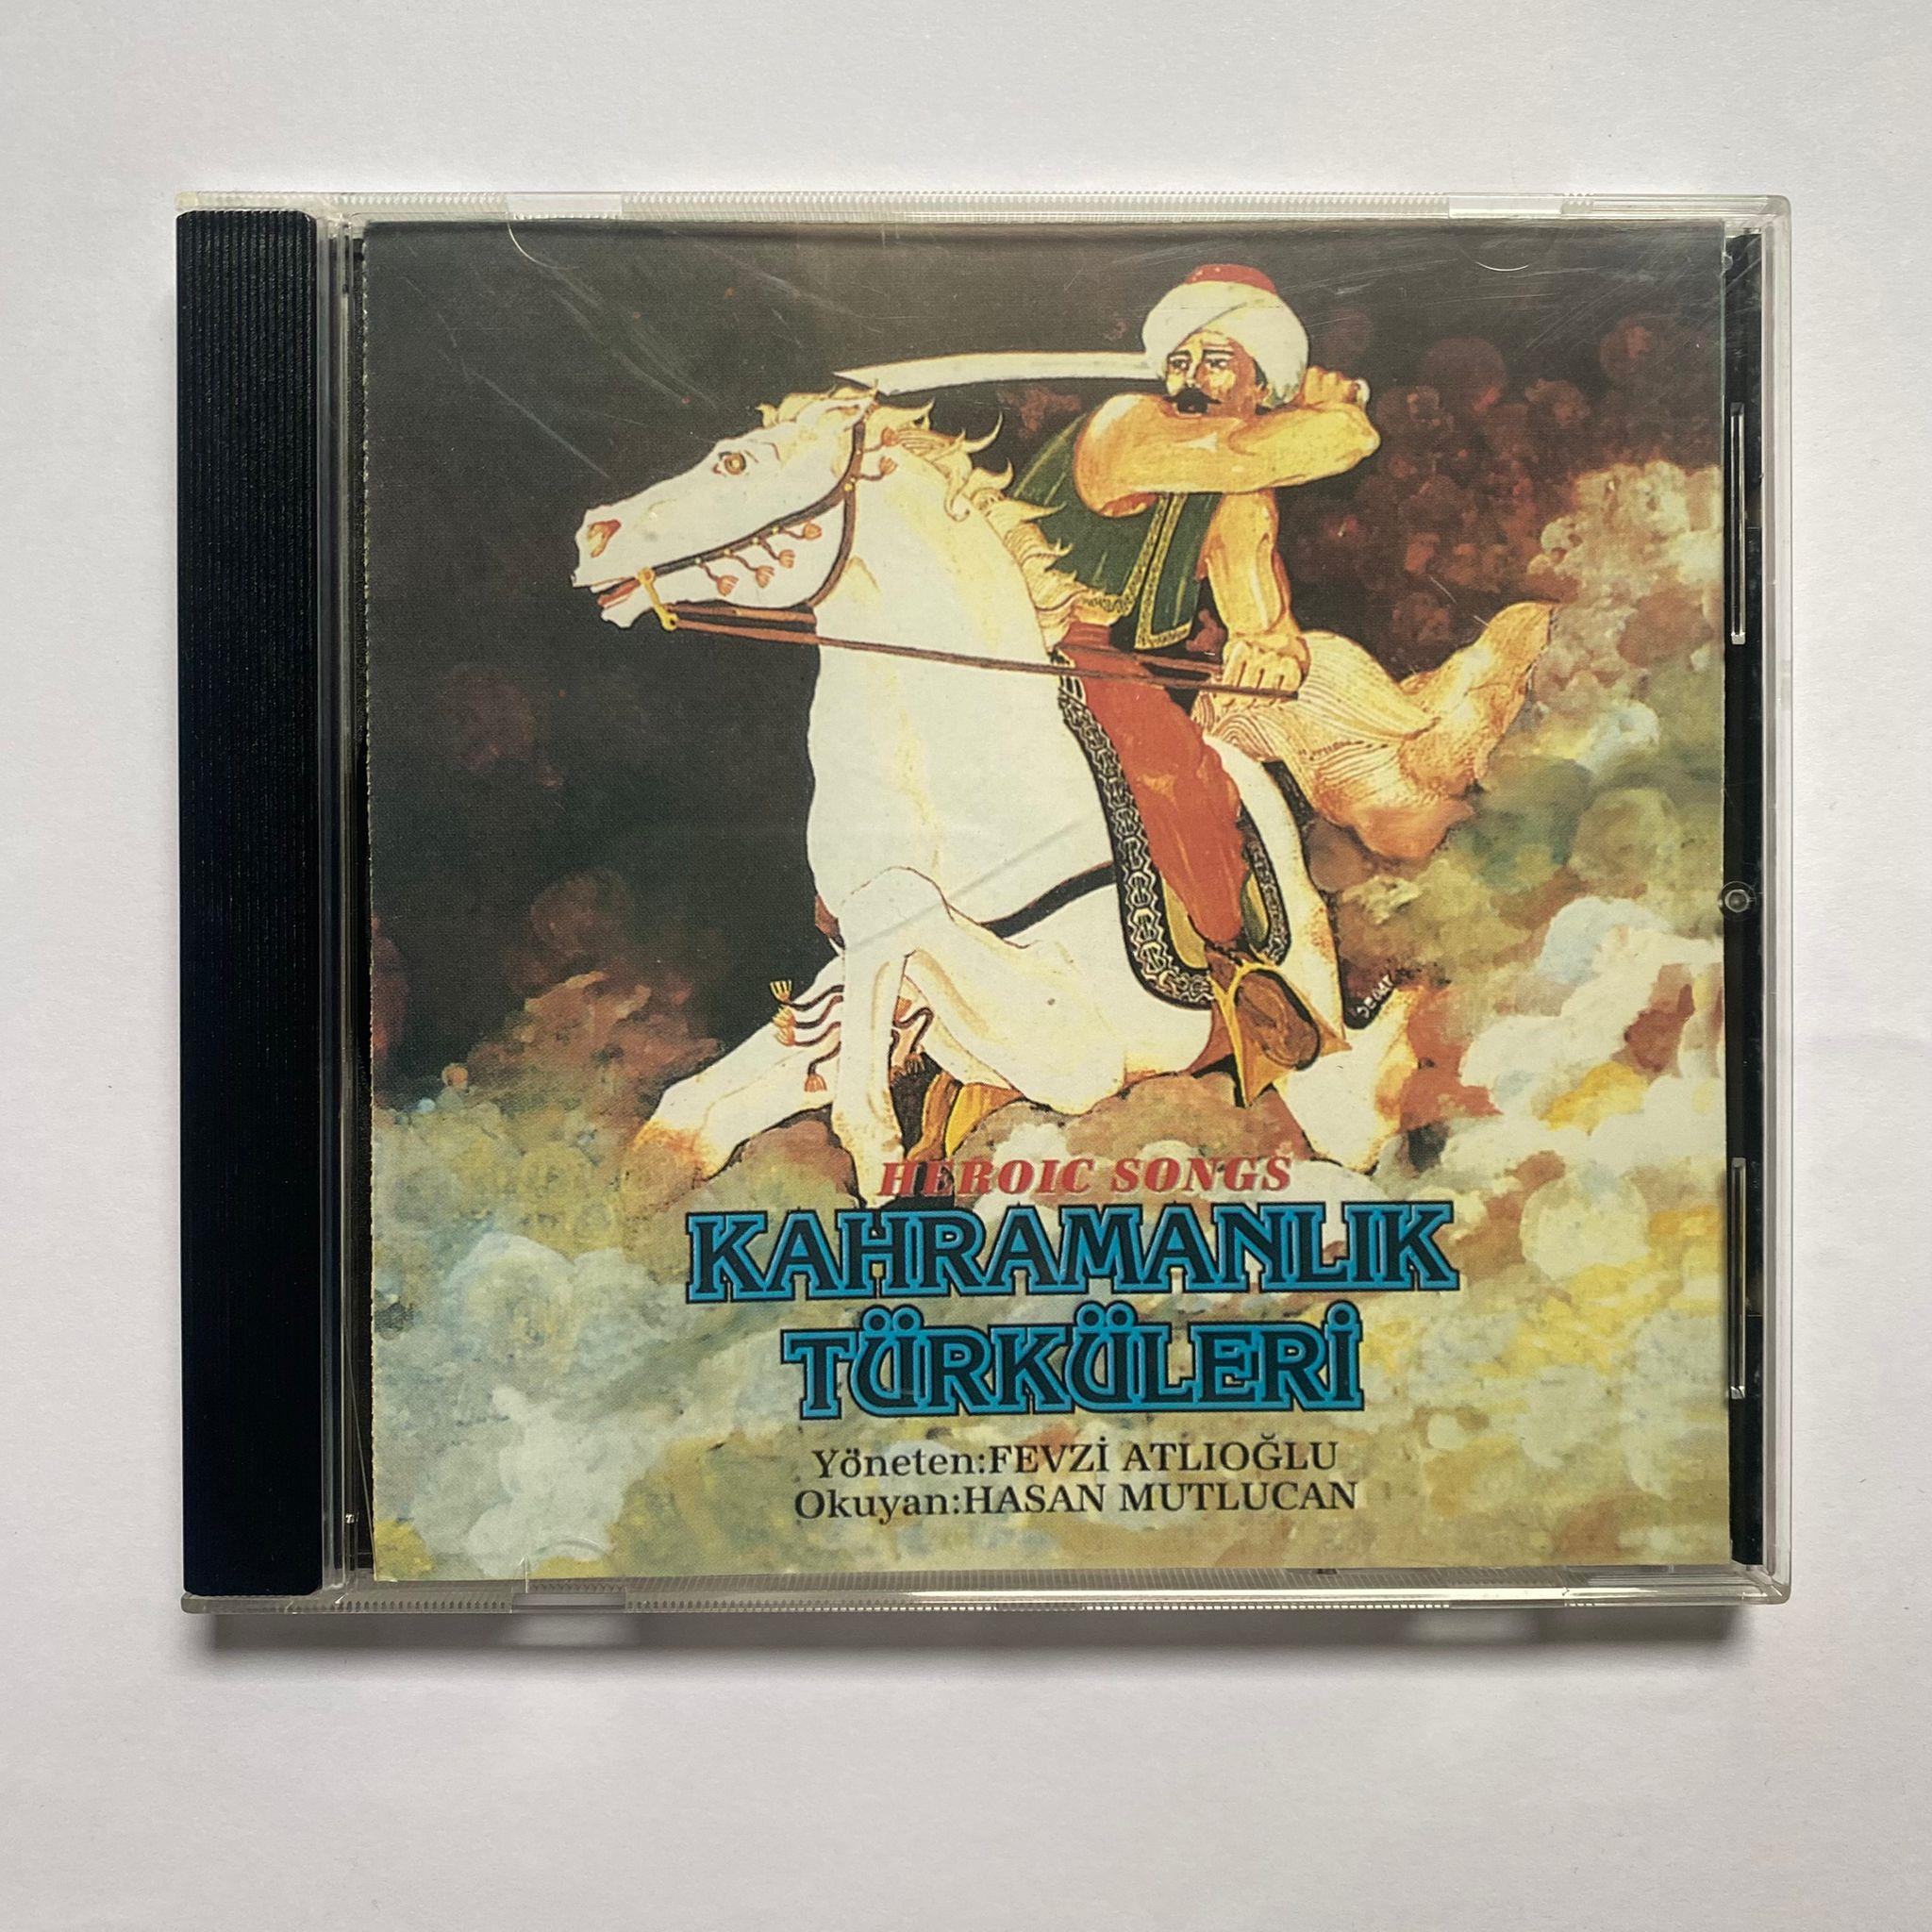 HEROIC SONGS
KAHRAMANLIK
TÜRKÜLERİ
Yöneten:FEVZİ ATLIOĞLU
Okuyan:HASAN MUTLUCAN